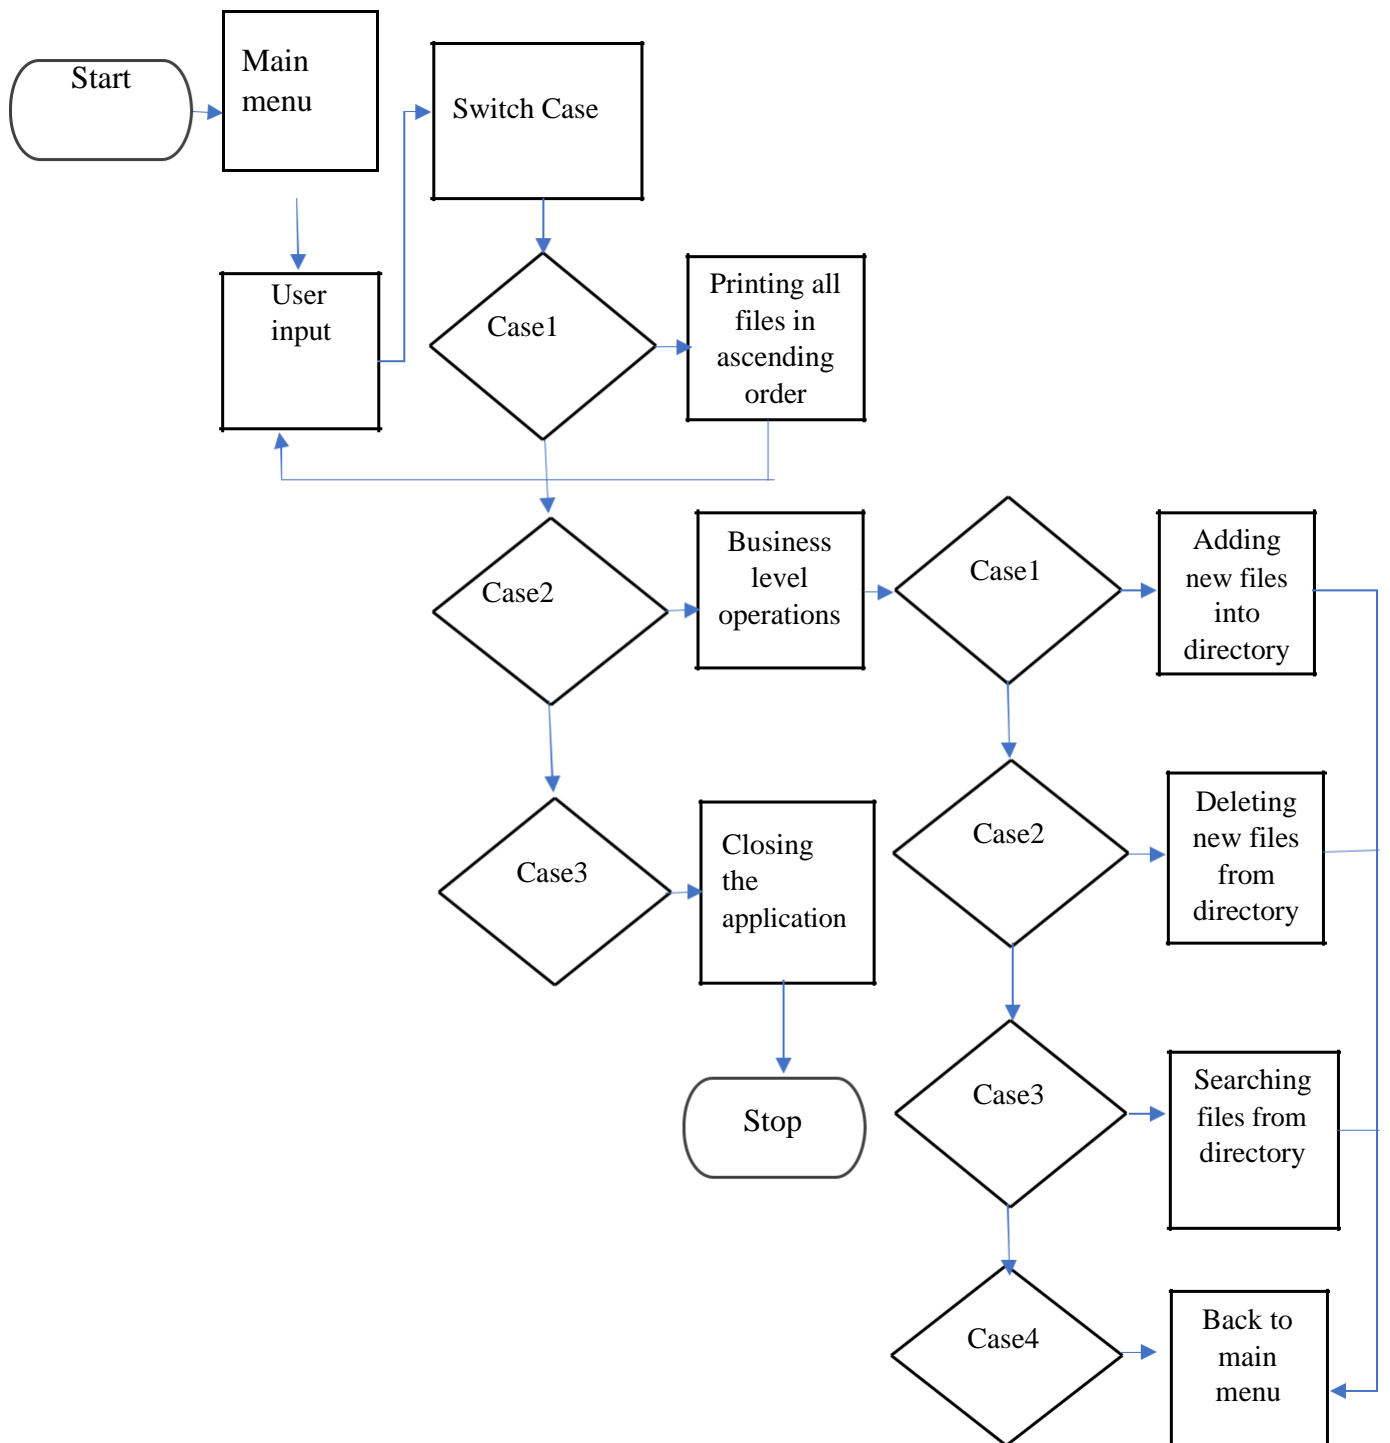 Start
Main
menu
Switch Case
User
input
Case1
Printing all
files in
ascending
order
Case2
Business
level
operations
Case1
Adding
new files
into
directory
Case2
Deleting
new files
from
directory
Case3
Closing
the
application
Stop
Case3
Searching
files from
directory
Case4
Back to
main
menu